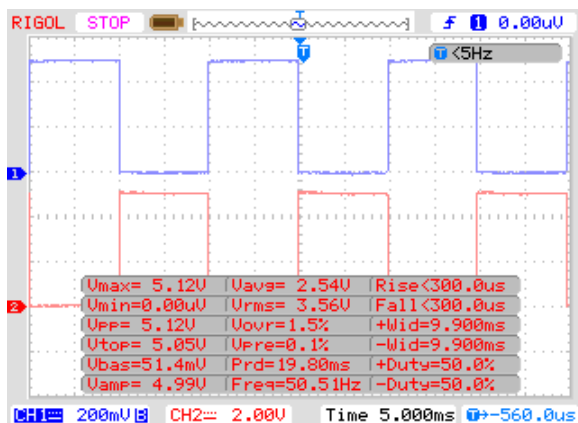 RIGOL STOP T f 1 0.00uV
T
T <5Hz
1
2
Vmax= 5.12V Vavg= 2.54V Rise<300.0us
Vmin=0.00uV Vrms= 3.56V Fall<300.0us
Vpp= 5.12V Vovr=1.5% +Wid=9.900ms
Vtop= 5.05V Vpre=0.1% -Wid=9.900ms
Vbas=51.4mV Prd=19.80ms +Duty=50.0%
Vamp= 4.99V Freq=50.51Hz -Duty=50.0%
CH1 200mV B CH2 2.00V Time 5.000ms T→-560.0us